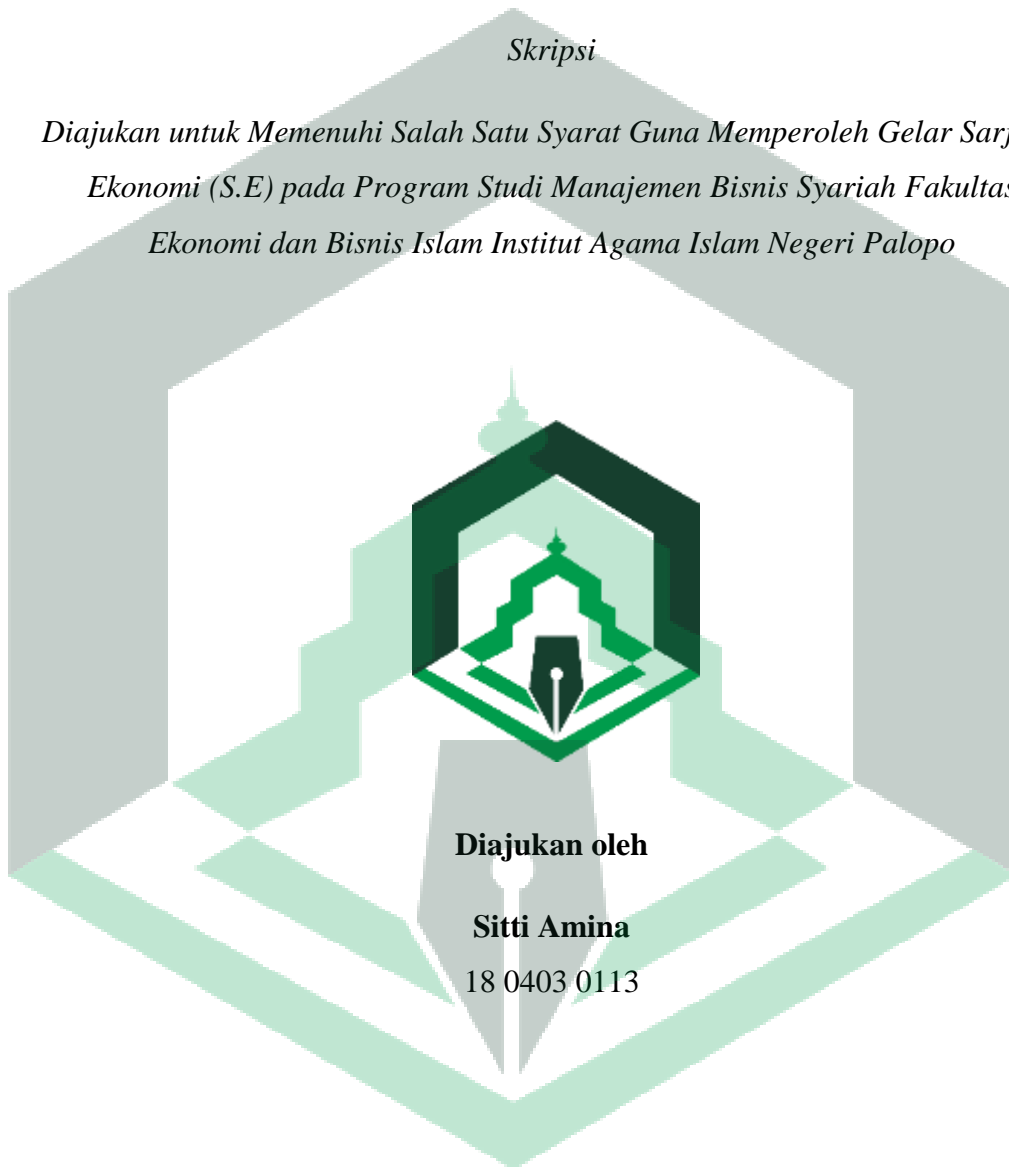 Skripsi
Diajukan untuk Memenuhi Salah Satu Syarat Guna Memperoleh Gelar
Ekonomi (S.E) pada Program Studi Manajemen Bisnis Syariah Fakultas
Ekonomi dan Bisnis Islam Institut Agama Islam Negeri Palopo
Diajukan oleh
Sitti Amina
18 0403 0113